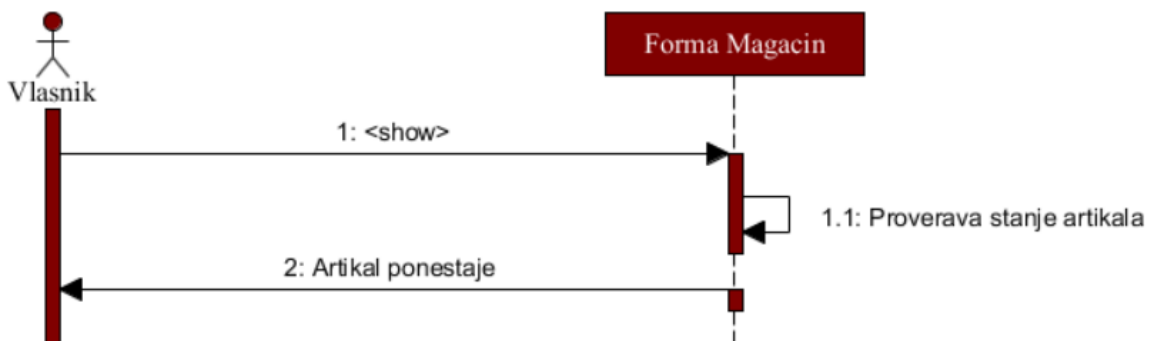 Forma Magacin
Vlasnik
1: <show>
1.1: Proverava stanje artikala
2: Artikal ponestaje